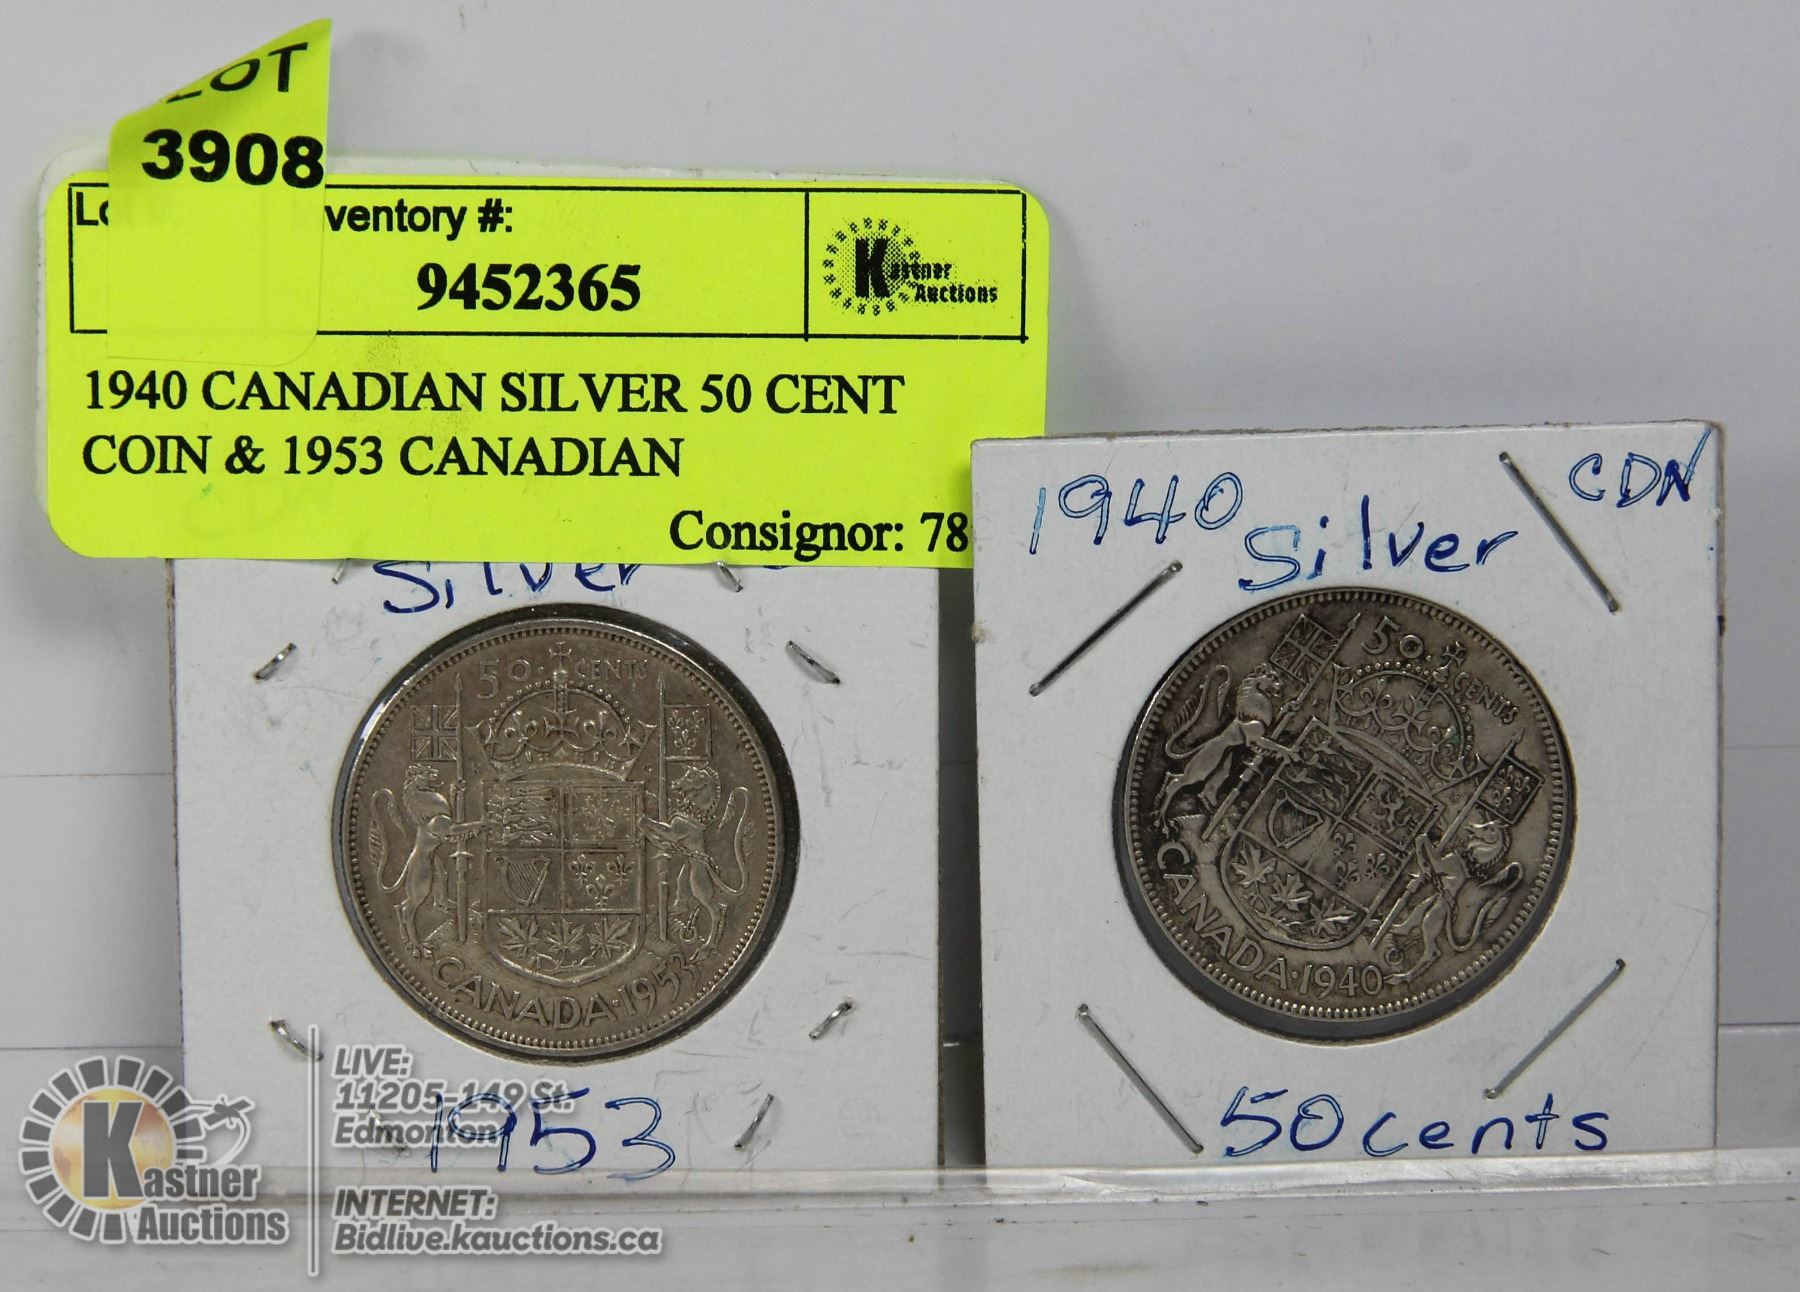 LOT
3908
Inventory #:
9452365
Kastner
Auctions
1940 CANADIAN SILVER 50 CENT
COIN & 1953 CANADIAN
Consignor: 78
Silver
50 CENTS
CANADA·1953
1953
1940 Silver CDN
50 CENTS
CANADA·1940
50 cents
Kastner
Auctions
LIVE:
11205-149 St.
Edmonton
INTERNET:
Bidlive.kauctions.ca